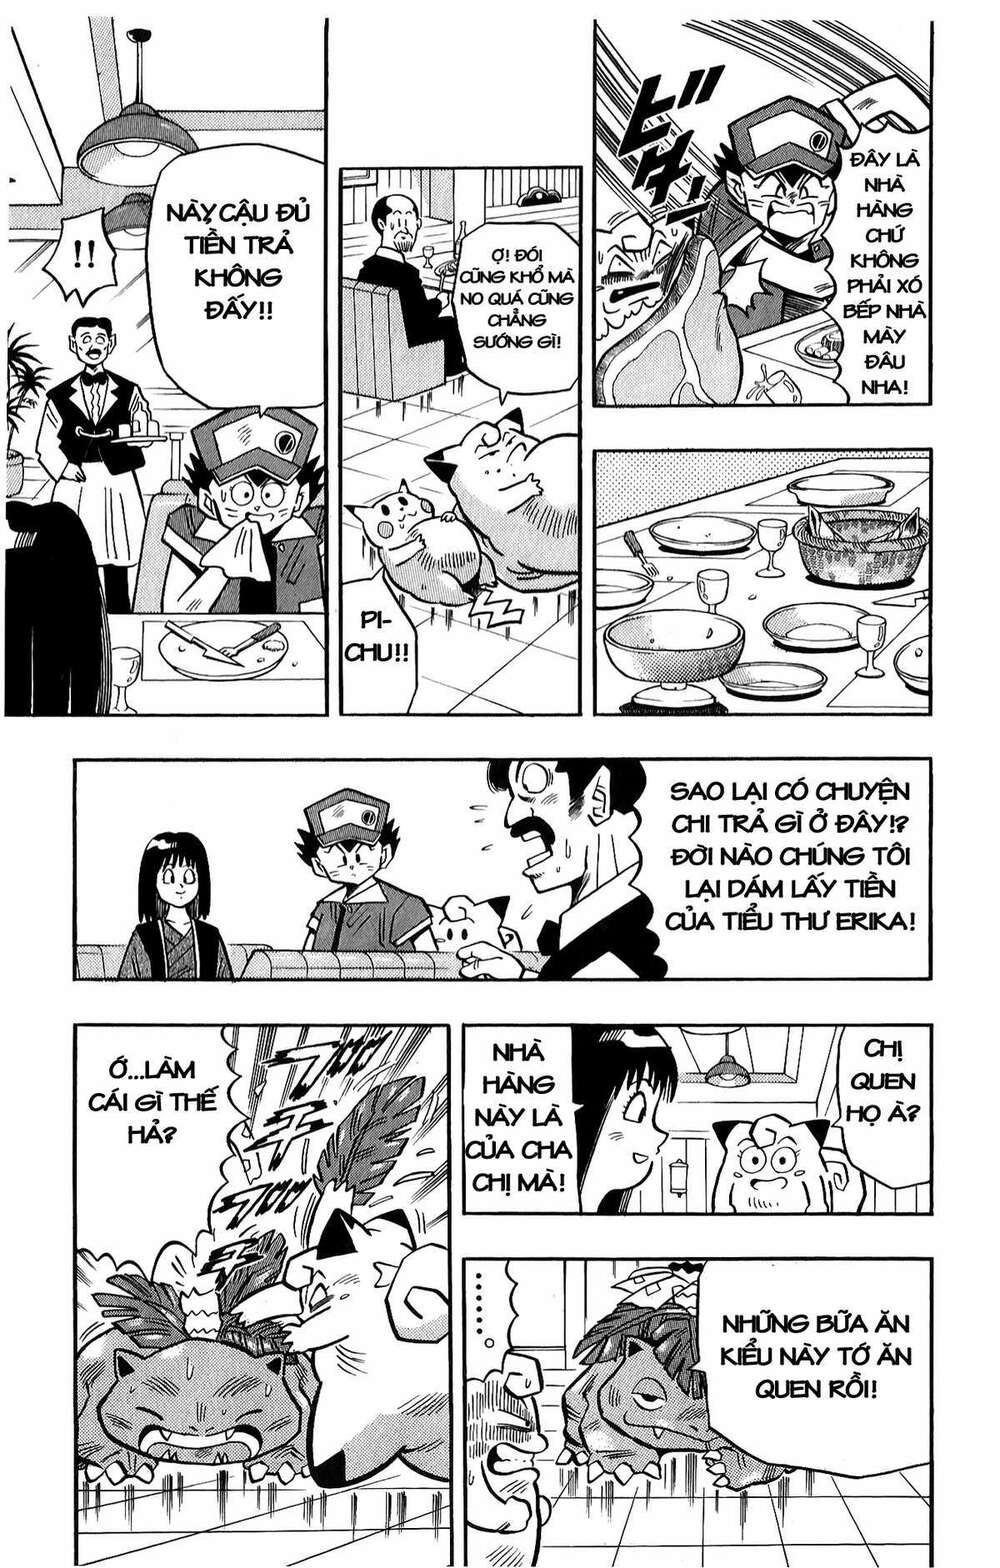 ĐÂY LÀ
NHÀ
HÀNG
CHỨ
KHÔNG
PHẢI XÓ
BẾP NHÀ
MÀY
ĐÂU
NHA!
ビタ、
Ợ! ĐÓI
CŨNG KHỔ MÀ
NO QUÁ CŨNG
CHẲNG
SƯỚNG GÌ!
PI-
CHU!!
NÀY, CẬU ĐỦ
TIỀN TRẢ
KHÔNG
ĐẤY!!
!!
SAO LẠI CÓ CHUYỆN
CHI TRẢ GÌ Ở ĐÂY!?
ĐỜI NÀO CHÚNG TÔI
LẠI DÁM LẤY TIỀN
CỦA TIỂU THƯ ERIKA!
CHỊ
QUEN
HỌ À?
NHÀ
HÀNG
NÀY LÀ
CỦA CHA
CHỊ MÀ!
Ớ...LÀM
CÁI GÌ THẾ
HẢ?
NHỮNG BỮA ĂN
KIỂU NÀY TỚ ĂN
QUEN RỒI!
......